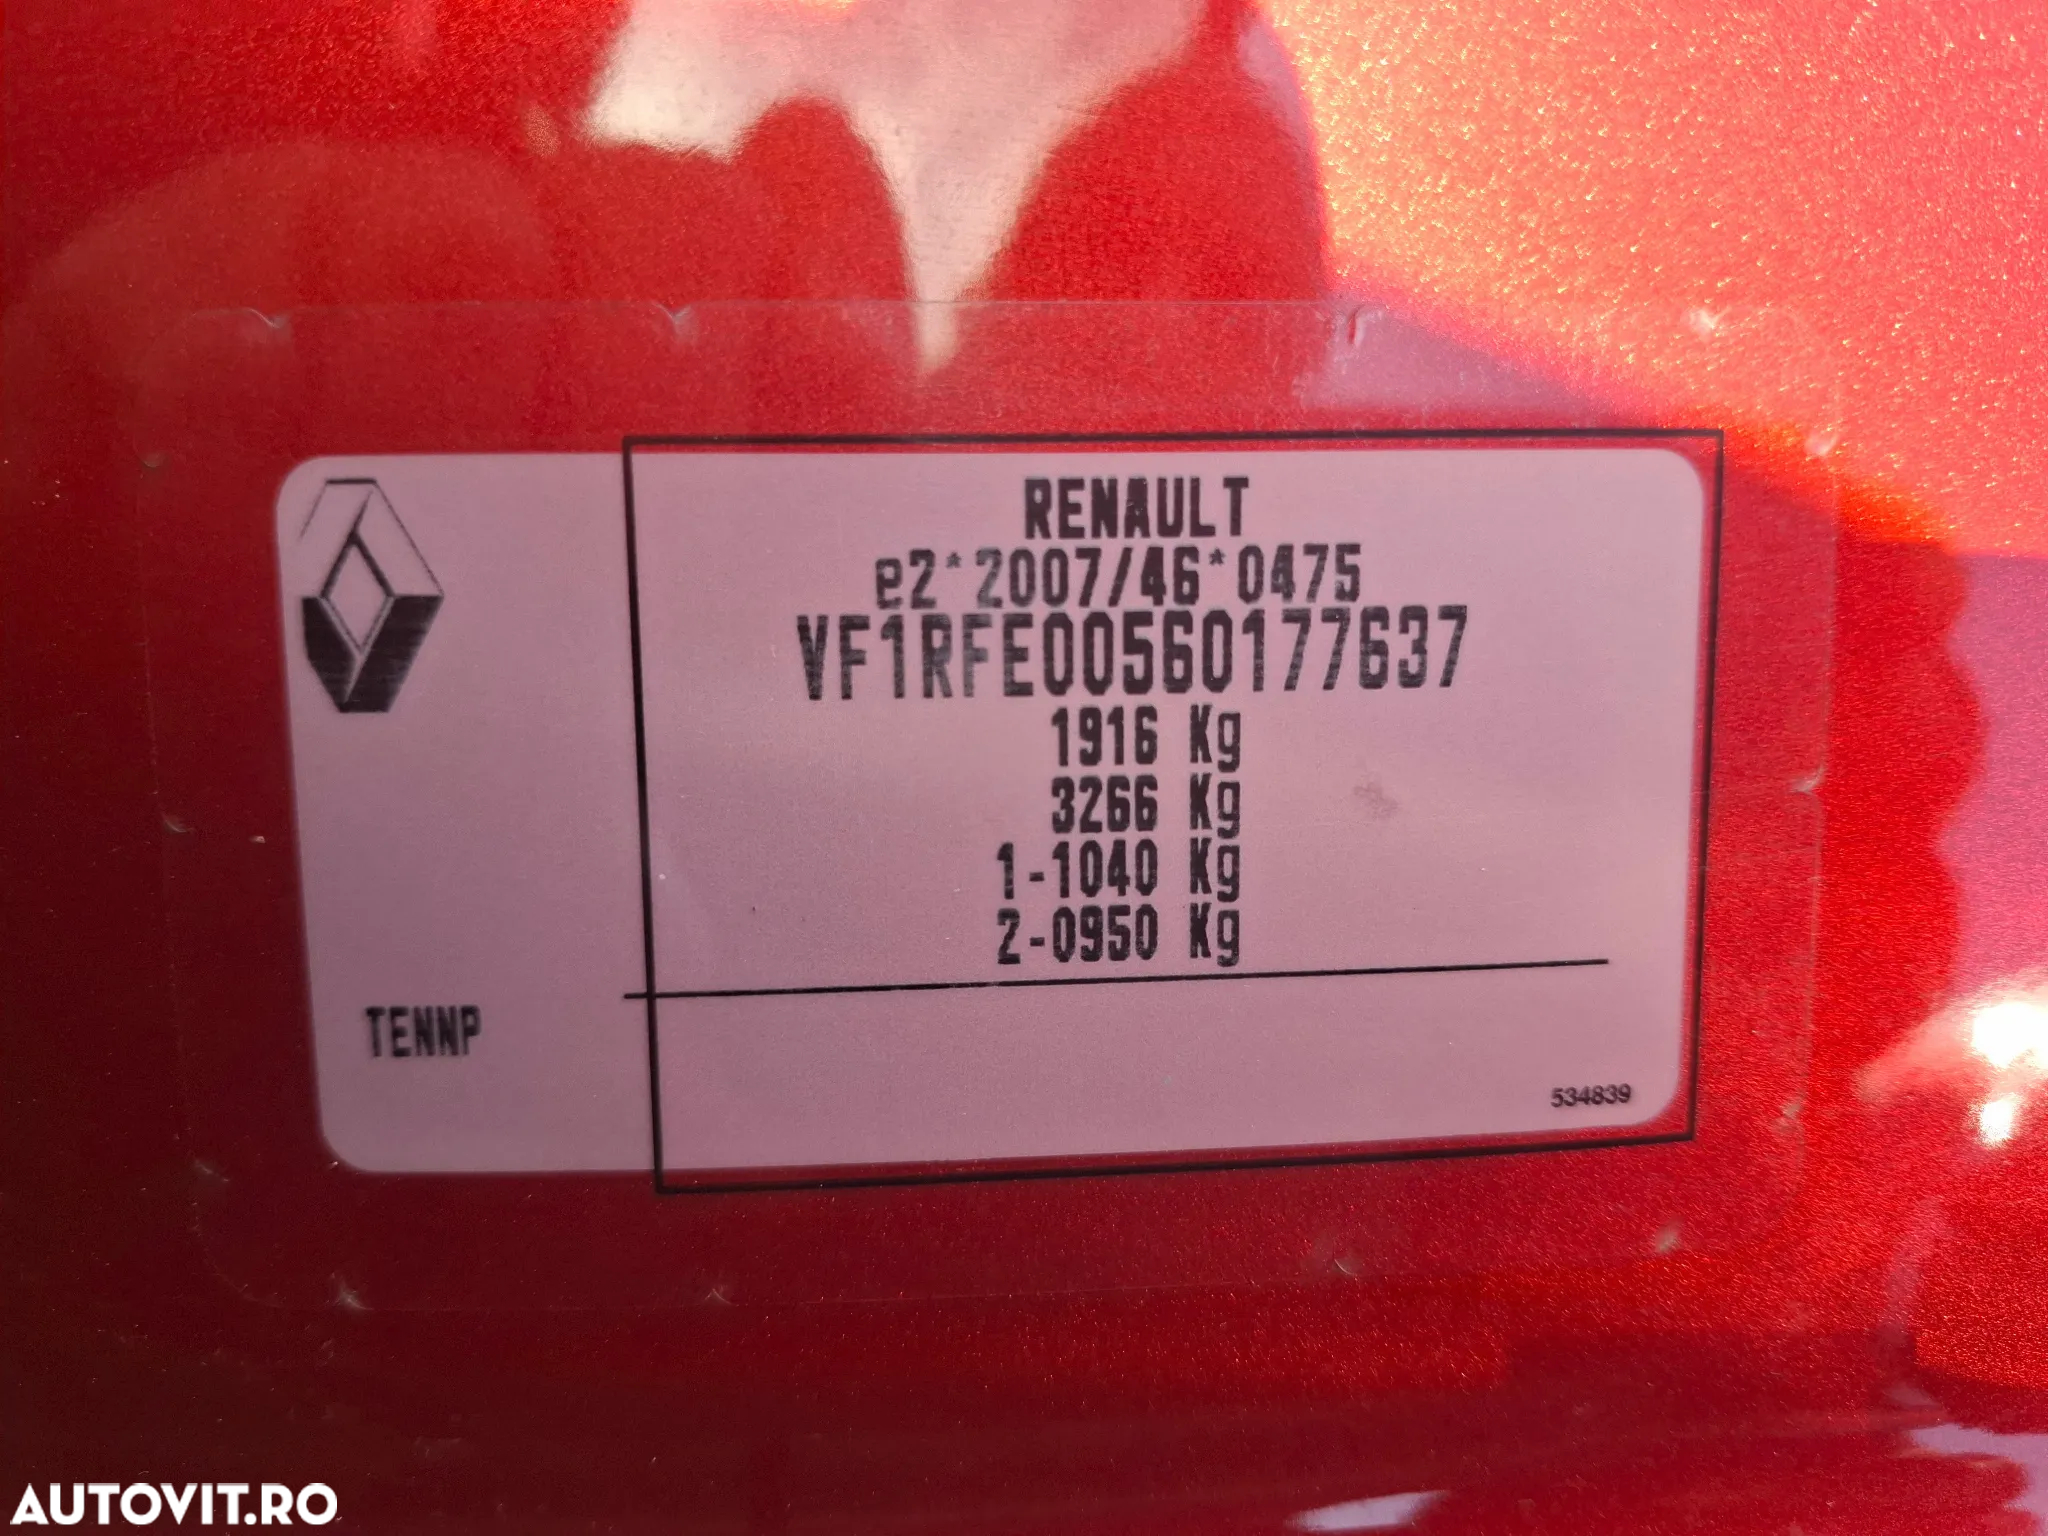 RENAULT
e2*2007/46*0475
VF1RFE00560177637
1916 Kg
3266 Kg
1-1040 Kg
2-0950 Kg
TENNP
534839
AUTOVIT.RO